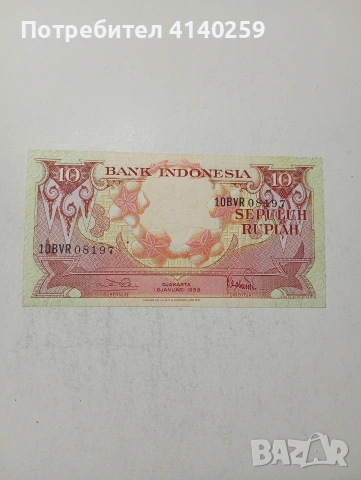 Потребител 4140259
10
BANK INDONESIA
10
10BVR 08197
SEPULUH
RUPIAH
10BVR 08197
DJAKARTA
1 DJANUARI 1959
BAZAR